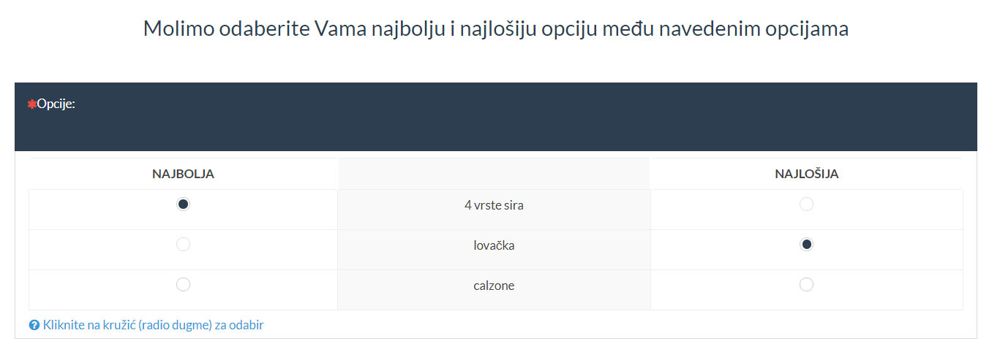 Molimo odaberite Vama najbolju i najlošiju opciju među navedenim opcijama
✱Opcije:
NAJBOLJA NAJLOŠIJA
4 vrste sira
lovačka
calzone
Kliknite na kružić (radio dugme) za odabir